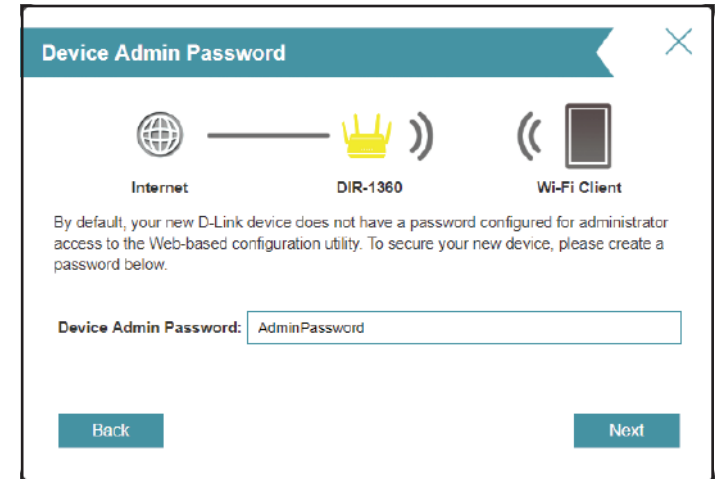 Device Admin Password
Internet
DIR-1360
Wi-Fi Client
By default, your new D-Link device does not have a password configured for administrator
access to the Web-based configuration utility. To secure your new device, please create a
password below.
Device Admin Password: AdminPassword
Back
Next